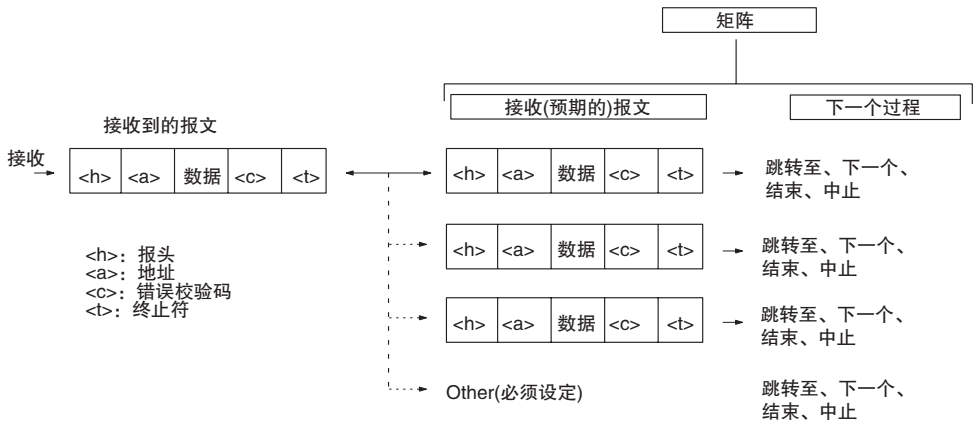 矩阵
接收(预期的)报文
下一个过程
接收到的报文
接收
<h> <a> 数据 <c> <t>
<h> <a> 数据 <c> <t>
跳转至、下一个、
结束、中止
<h> <a> 数据 <c> <t>
跳转至、下一个、
结束、中止
<h>：报头
<a>：地址
<c>：错误校验码
<t>：终止符
<h> <a> 数据 <c> <t>
跳转至、下一个、
结束、中止
Other(必须设定)
跳转至、下一个、
结束、中止